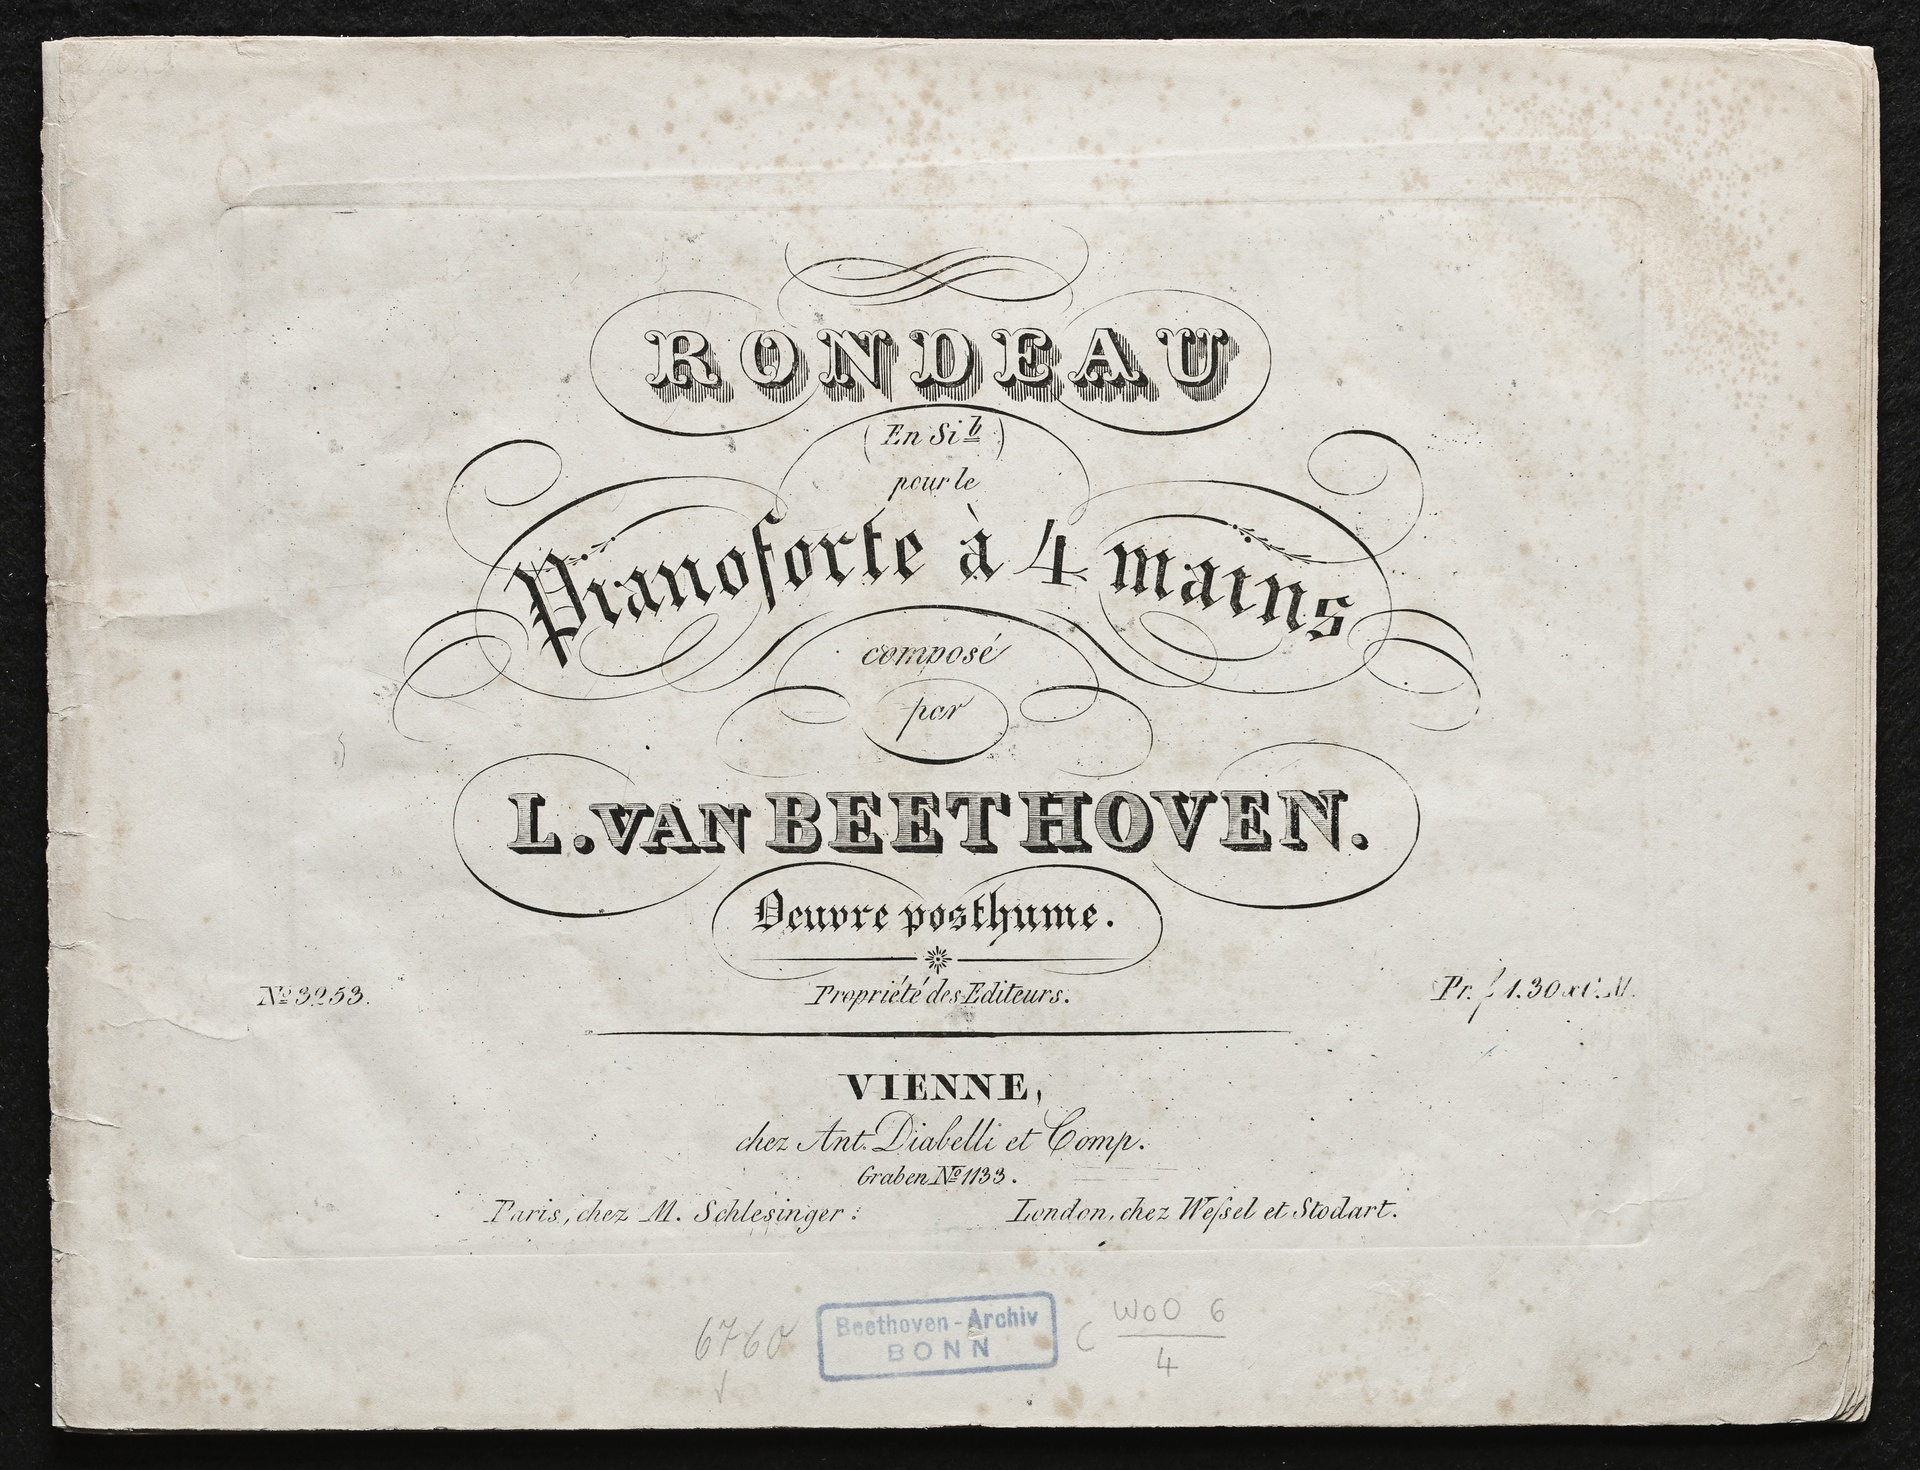 RONDEAU
(En Si b)
pour le
Pianoforte à 4 mains
composé
par
L. VAN BEETHOVEN.
Oeuvre posthume.
Nº 3253.
Propriété des Editeurs.
Pr. f 1.30 x C.M.
VIENNE,
chez Ant. Diabelli et Comp.
Graben Nº 1133.
Paris, chez M. Schlesinger:
London, chez Weſsel et Stodart.
6760
Beethoven-Archiv
BONN
C WoO 6
4